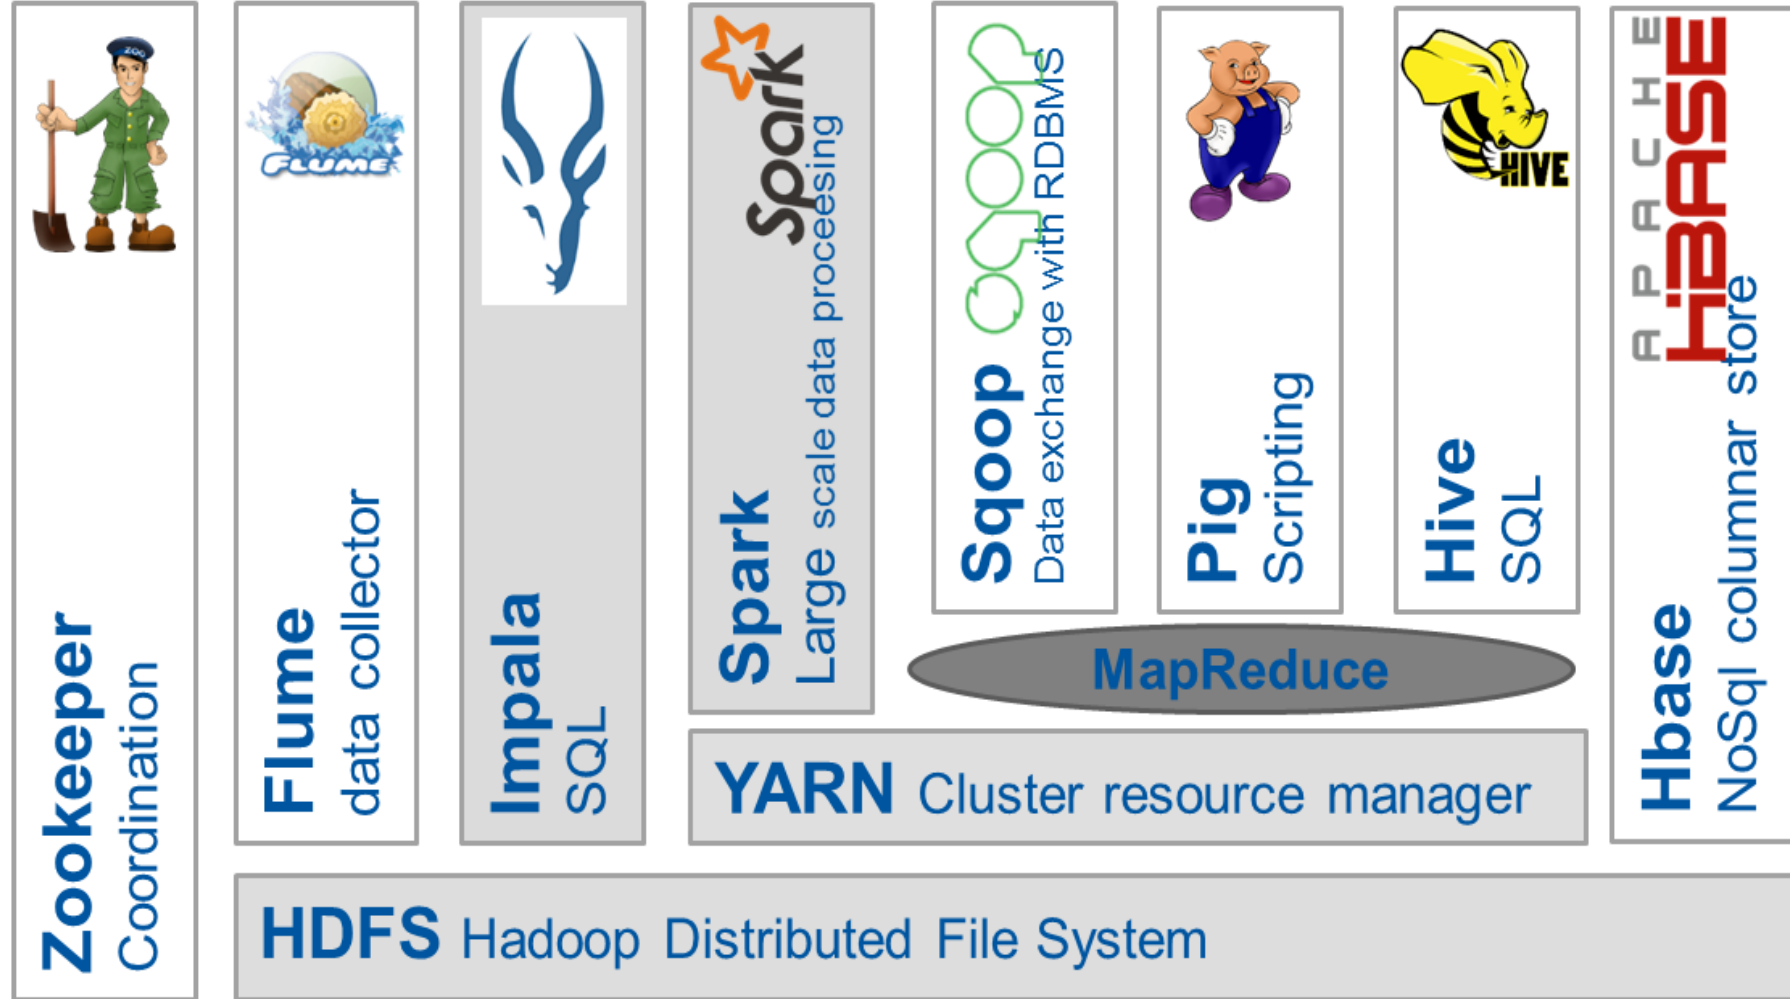 ZOO
Zookeeper
Coordination
FLUME
Flume
data collector
Impala
SQL
Spark
Spark
Large scale data proceesing
sqoop
Sqoop
Data exchange with RDBMS
Pig
Scripting
HIVE
Hive
SQL
APACHE
HBASE
Hbase
NoSql columnar store
MapReduce
YARN Cluster resource manager
HDFS Hadoop Distributed File System